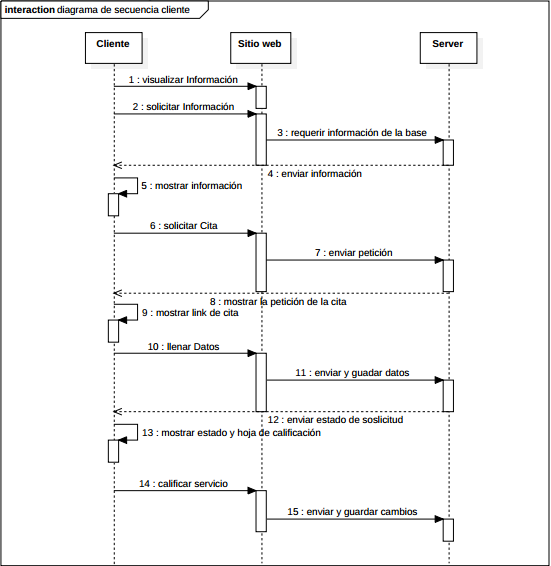 interaction diagrama de secuencia cliente
Cliente
Sitio web
Server
1 : visualizar Información
2 : solicitar Información
3 : requerir información de la base
4 : enviar información
5 : mostrar información
6 : solicitar Cita
7 : enviar petición
8 : mostrar la petición de la cita
9 : mostrar link de cita
10 : llenar Datos
11 : enviar y guadar datos
12 : enviar estado de soslicitud
13 : mostrar estado y hoja de calificación
14 : calificar servicio
15 : enviar y guardar cambios